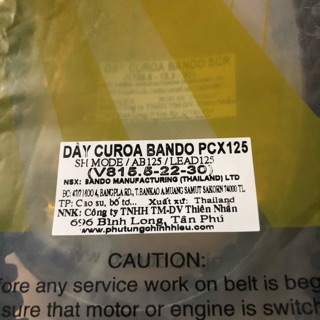 DÂY CUROA BANDO PCX125
SH MODE / AB125 / LEAD125
(V815.5-22-30)
NSX: BANDO MANUFACTURING (THAILAND) LTD
TP: Cao su, bố tơ... Xuất xứ: Thailand
NNK: Công ty TNHH TM-DV Thiên Nhân
696 Bình Long, Tân Phú
www.phutungchinhhieu.com
CAUTION:
fore any service work on belt is beg
sure that motor or engine is switch